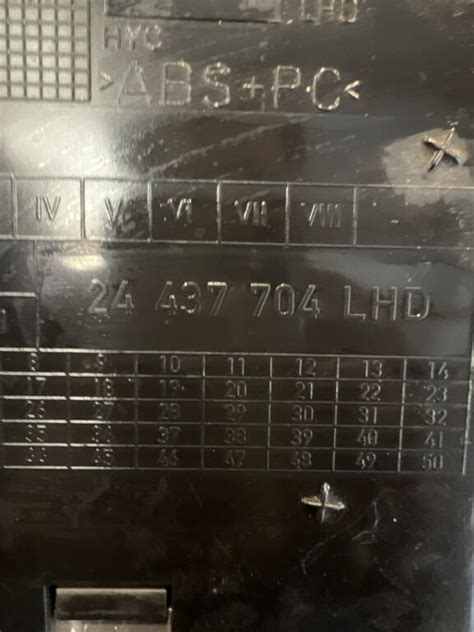 LHD
HYC
>ABS+P.C<
IV V VI VII VIII
24 437 704 LHD
8 9 10 11 12 13 14
17 18 19 20 21 22 23
26 27 28 29 30 31 32
35 36 37 38 39 40 41
44 45 46 47 48 49 50